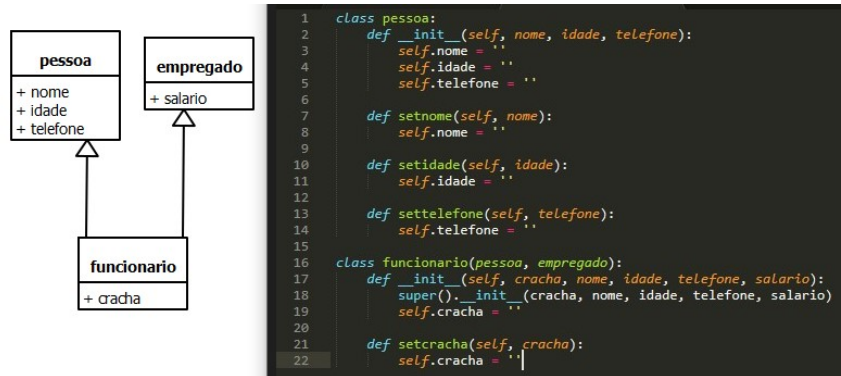 pessoa
+ nome
+ idade
+ telefone
empregado
+ salario
funcionario
+ cracha
1 class pessoa:
2     def __init__(self, nome, idade, telefone):
3         self.nome = ''
4         self.idade = ''
5         self.telefone = ''
6
7     def setnome(self, nome):
8         self.nome = ''
9
10     def setidade(self, idade):
11         self.idade = ''
12
13     def settelefone(self, telefone):
14         self.telefone = ''
15
16 class funcionario(pessoa, empregado):
17     def __init__(self, cracha, nome, idade, telefone, salario):
18         super().__init__(cracha, nome, idade, telefone, salario)
19         self.cracha = ''
20
21     def setcracha(self, cracha):
22         self.cracha = ''